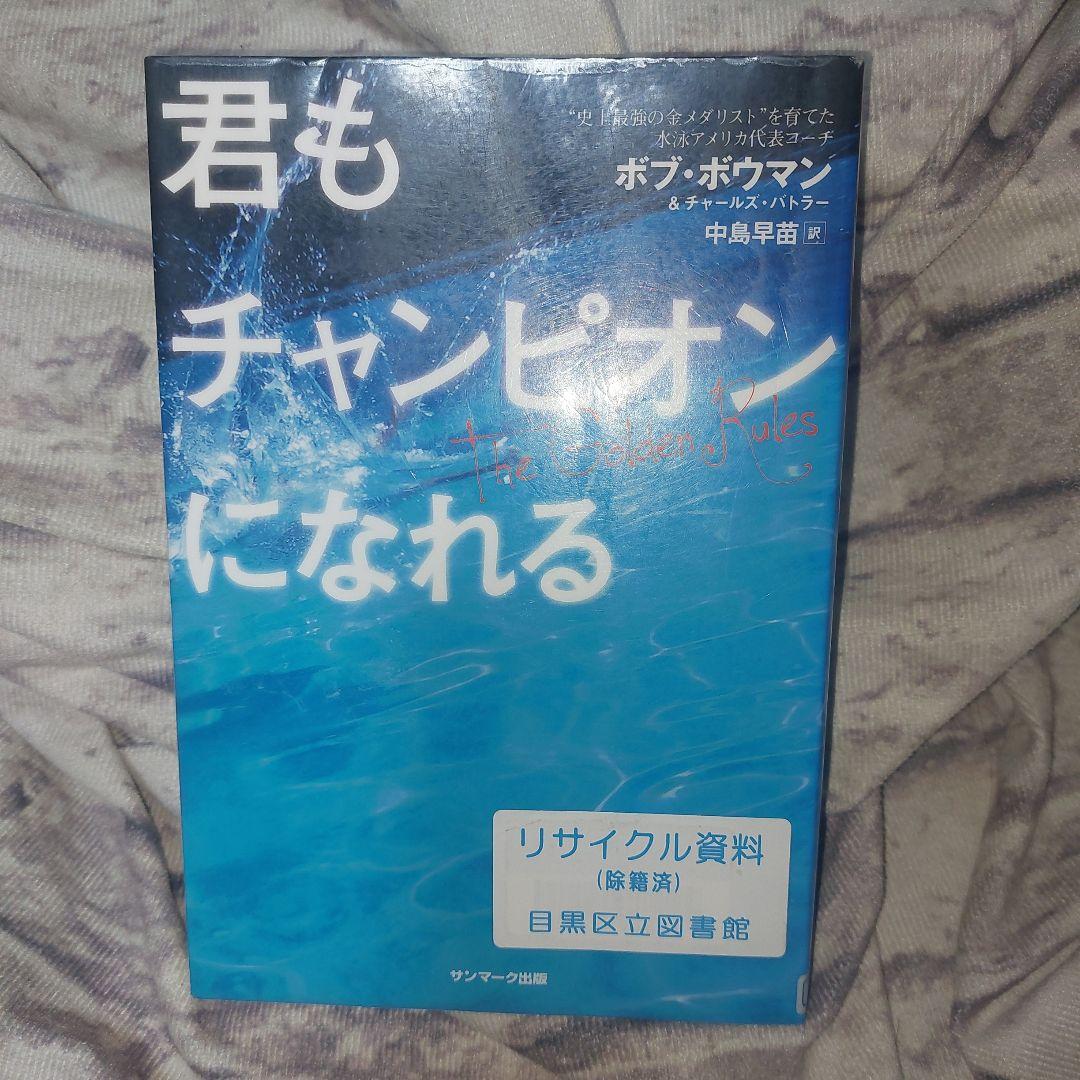 君も
チャンピオン
になれる
"史上最強の金メダリスト"を育てた
水泳アメリカ代表コーチ
ボブ・ボウマン
&チャールズ・バトラー
中島早苗 訳
The Golden Rules
リサイクル資料
(除籍済)
目黒区立図書館
サンマーク出版